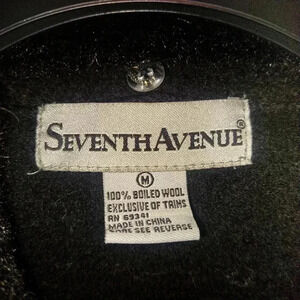 SEVENTH AVENUE®
M
100% BOILED WOOL
EXCLUSIVE OF TRIMS
RN 69341
MADE IN CHINA
CARE SEE REVERSE